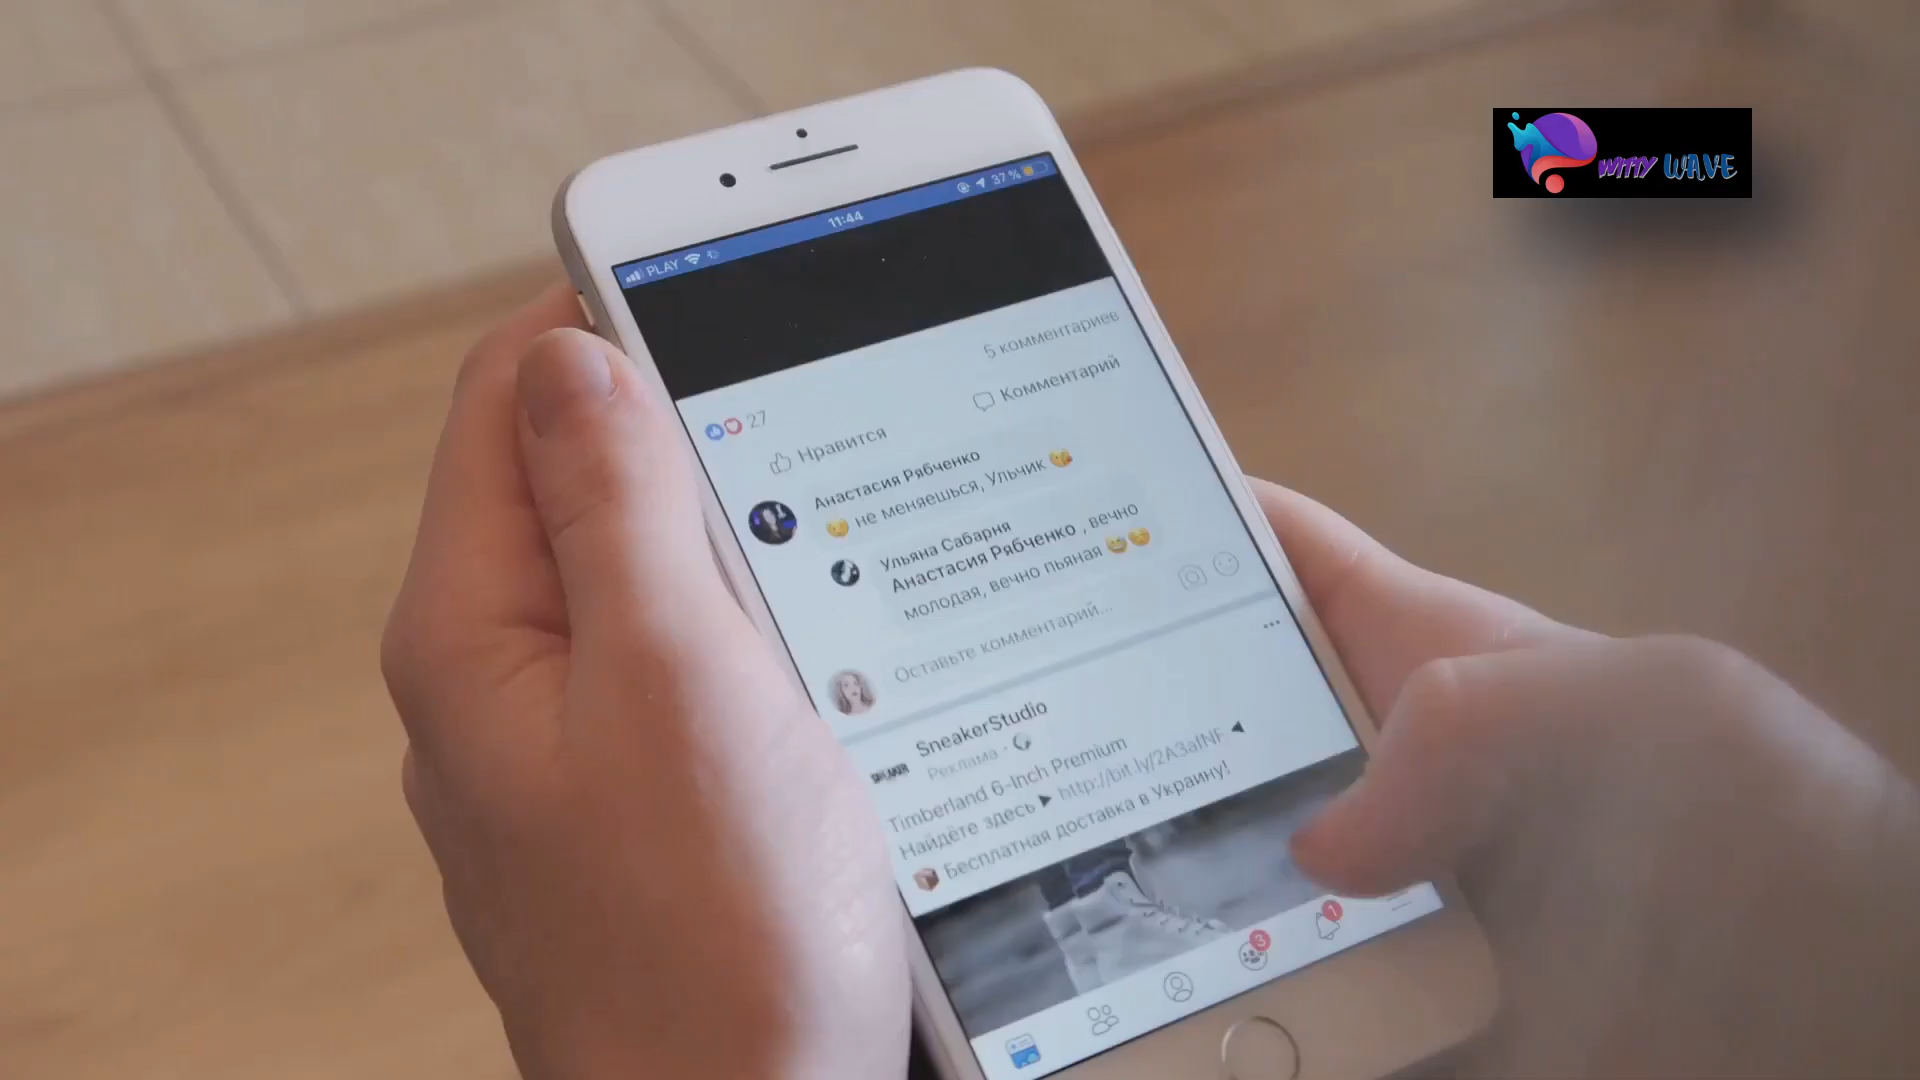 WITTY WAVE
PLAY
11:44
37 %
5 комментариев
27
Нравится
Комментарий
Анастасия Рябченко
не меняешься, Ульчик
Ульяна Сабарня
Анастасия Рябченко , вечно
молодая, вечно пьяная
Оставьте комментарий...
SneakerStudio
Реклама ·
Timberland 6-Inch Premium
Найдёте здесь ► http://bit.ly/2A3afNF ◄
Бесплатная доставка в Украину!
3
1